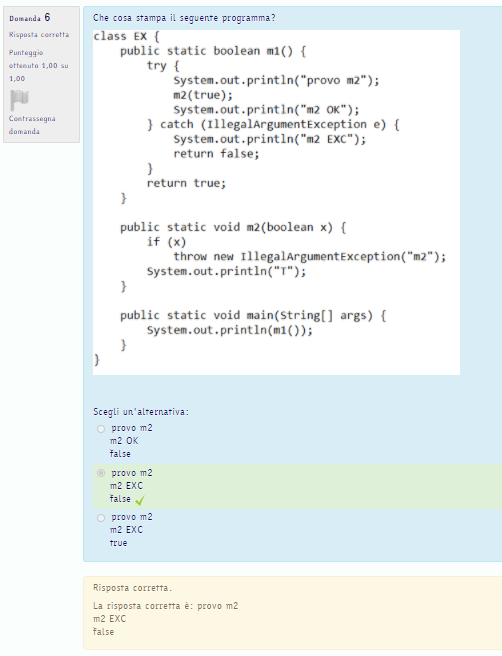 Domanda 6
Risposta corretta
Punteggio
ottenuto 1,00 su
1,00
Contrassegna
domanda
Che cosa stampa il seguente programma?
class EX {
    public static boolean m1() {
        try {
            System.out.println("provo m2");
            m2(true);
            System.out.println("m2 OK");
        } catch (IllegalArgumentException e) {
            System.out.println("m2 EXC");
            return false;
        }
        return true;
    }
    public static void m2(boolean x) {
        if (x)
            throw new IllegalArgumentException("m2");
        System.out.println("T");
    }
    public static void main(String[] args) {
        System.out.println(m1());
    }
}
Scegli un'alternativa:
provo m2
m2 OK
false
provo m2
m2 EXC
false
provo m2
m2 EXC
true
Risposta corretta.
La risposta corretta è: provo m2
m2 EXC
false